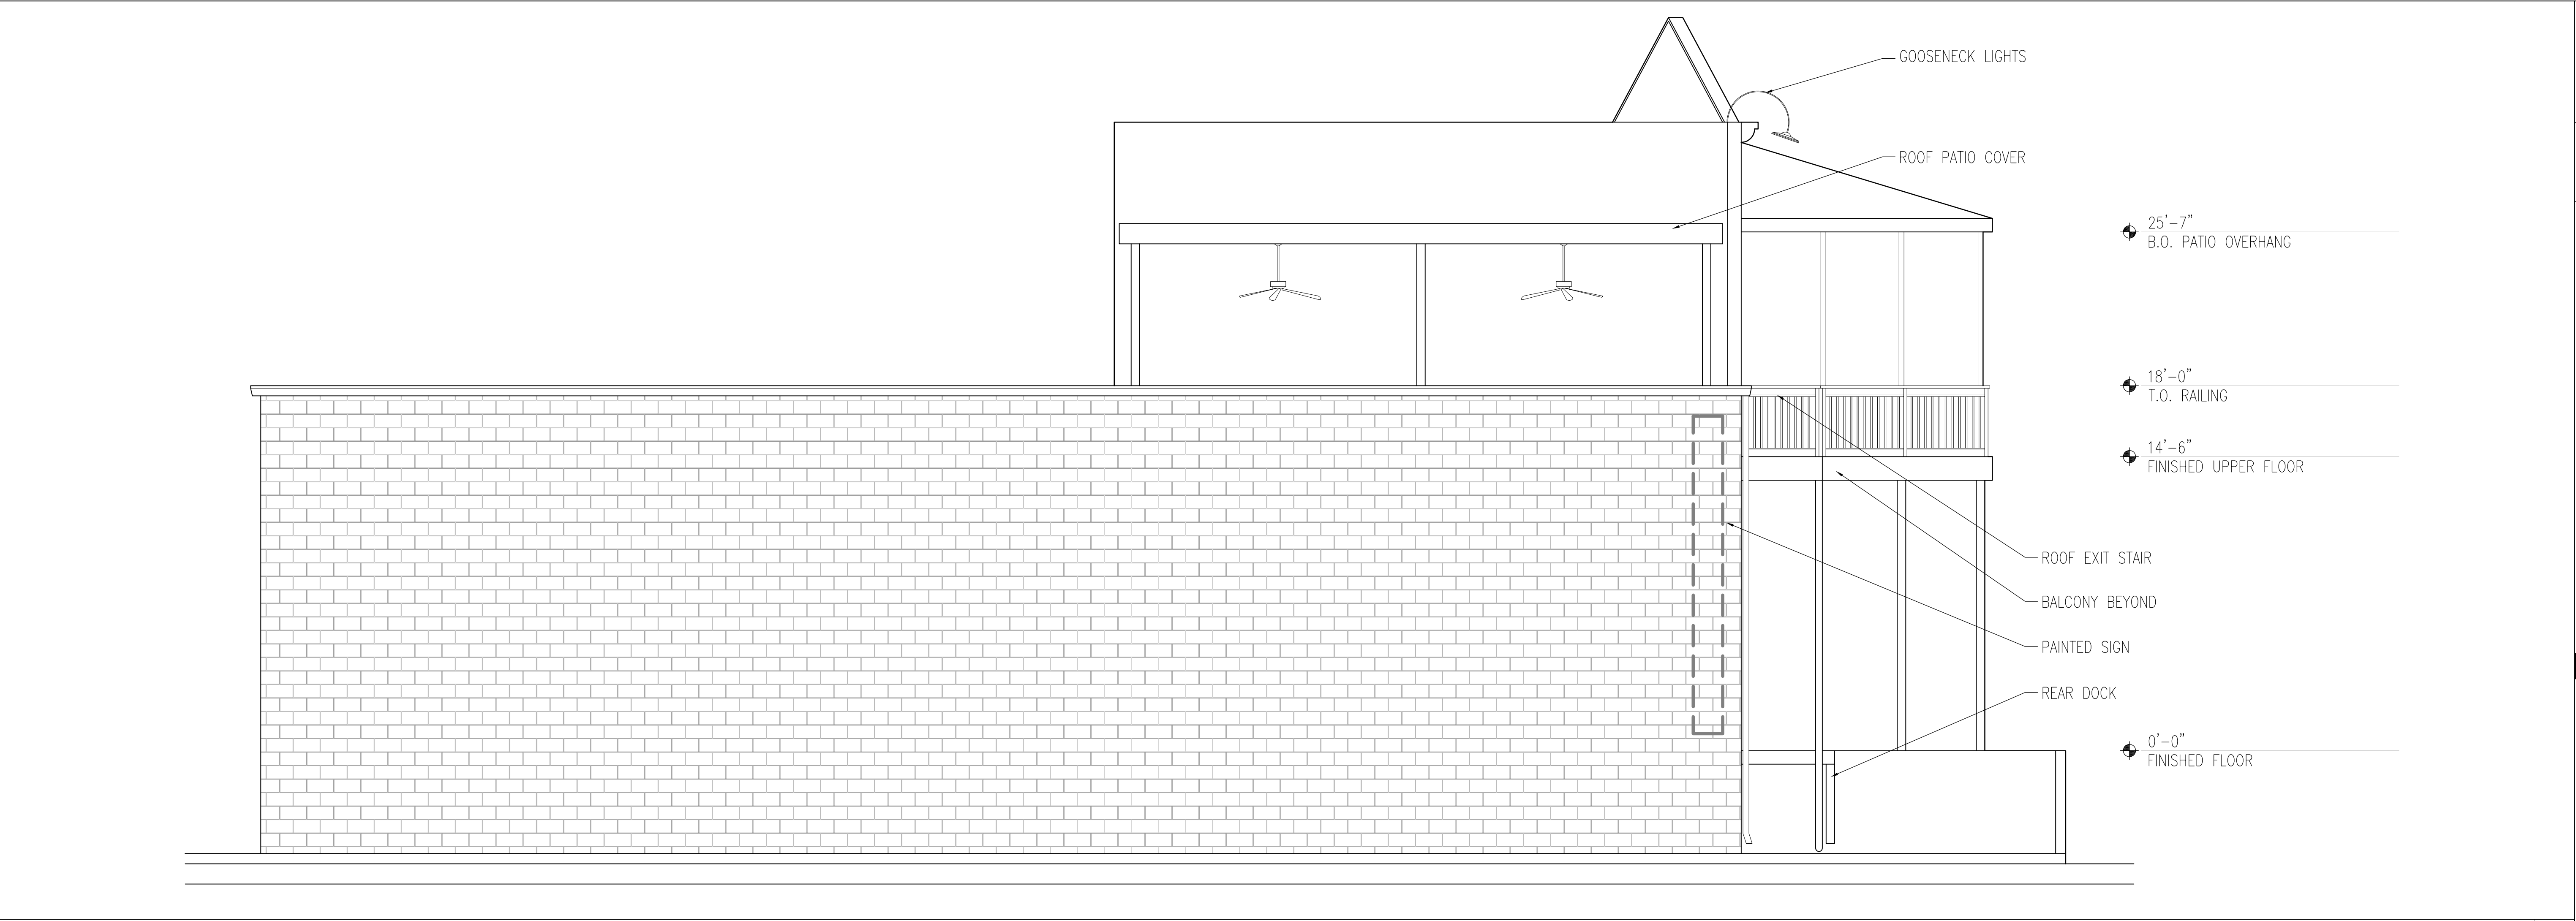 GOOSENECK LIGHTS
ROOF PATIO COVER
25'-7"
B.O. PATIO OVERHANG
18'-0"
T.O. RAILING
14'-6"
FINISHED UPPER FLOOR
ROOF EXIT STAIR
BALCONY BEYOND
PAINTED SIGN
REAR DOCK
0'-0"
FINISHED FLOOR